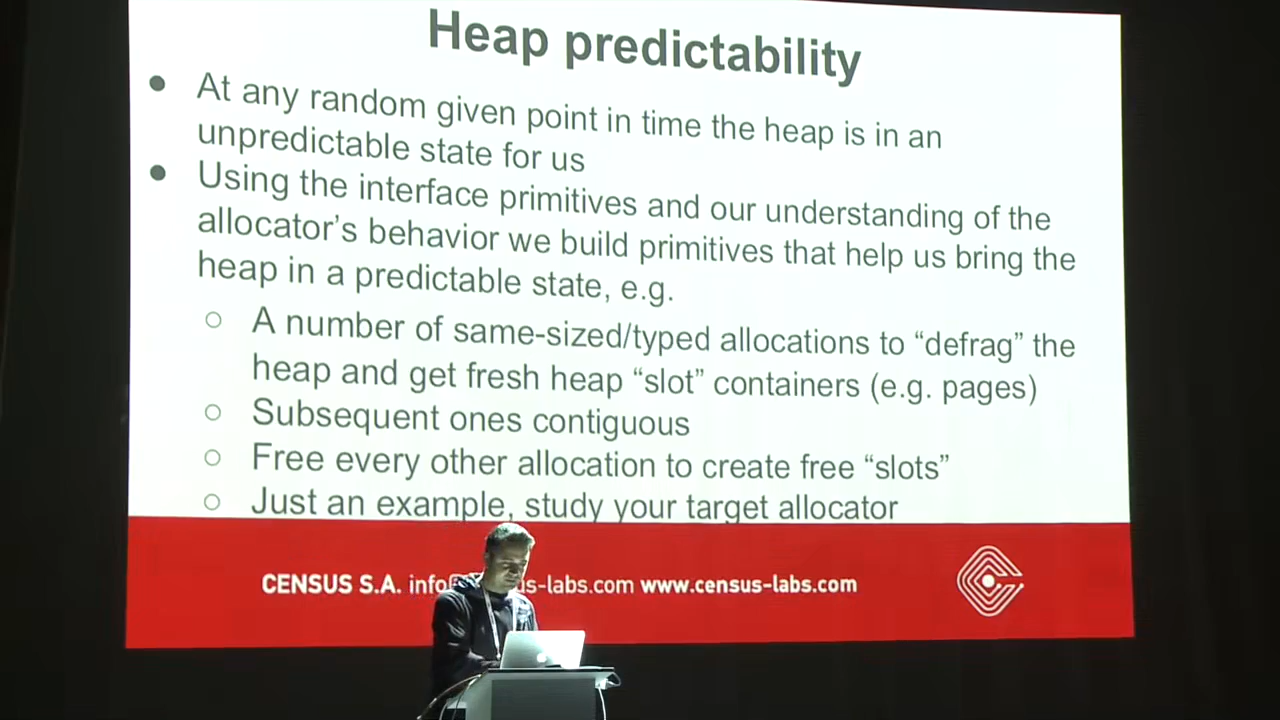 Heap predictability
● At any random given point in time the heap is in an
unpredictable state for us
● Using the interface primitives and our understanding of the
allocator’s behavior we build primitives that help us bring the
heap in a predictable state, e.g.
○ A number of same-sized/typed allocations to “defrag” the
heap and get fresh heap “slot” containers (e.g. pages)
○ Subsequent ones contiguous
○ Free every other allocation to create free “slots”
○ Just an example, study your target allocator
CENSUS S.A. info s-labs.com www.census-labs.com